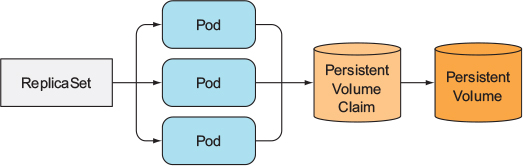 ReplicaSet
Pod
Pod
Pod
Persistent
Volume
Claim
Persistent
Volume